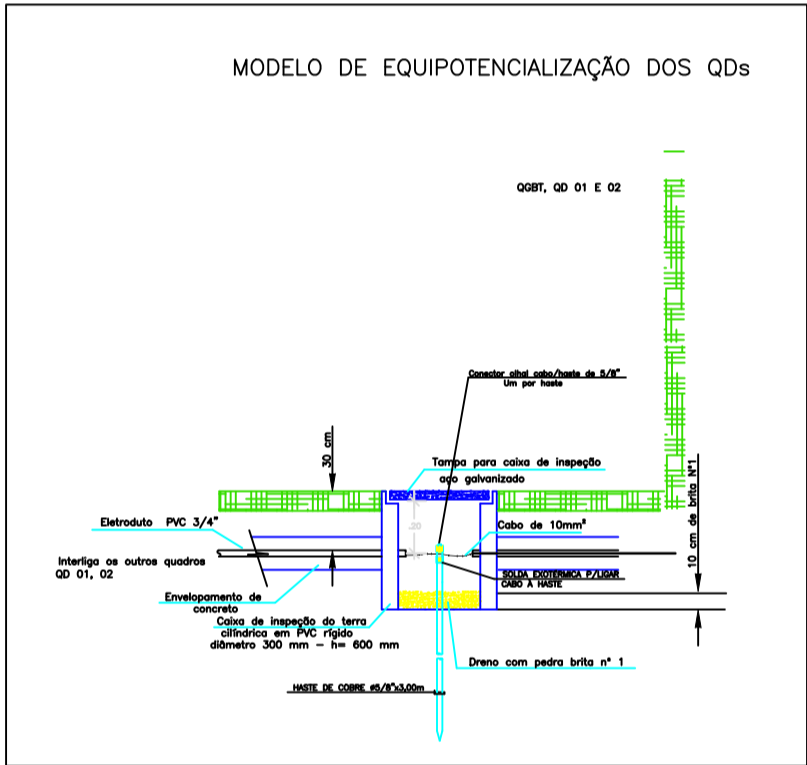 MODELO DE EQUIPOTENCIALIZAÇÃO DOS QDs
QGBT, QD 01 E 02
Conector olhal cabo/haste de 5/8"
Um por haste
30 cm
Tampa para caixa de inspeção
aço galvanizado
10 cm de brita Nº1
.20
Eletroduto PVC 3/4"
Cabo de 10mm²
Interliga os outros quadros
QD 01, 02
SOLDA EXOTÉRMICA P/LIGAR
CABO A HASTE
Envelopamento de
concreto
Caixa de inspeção do terra
cilíndrica em PVC rígido
diâmetro 300 mm - h= 600 mm
Dreno com pedra brita n° 1
HASTE DE COBRE ø5/8"x3,00m